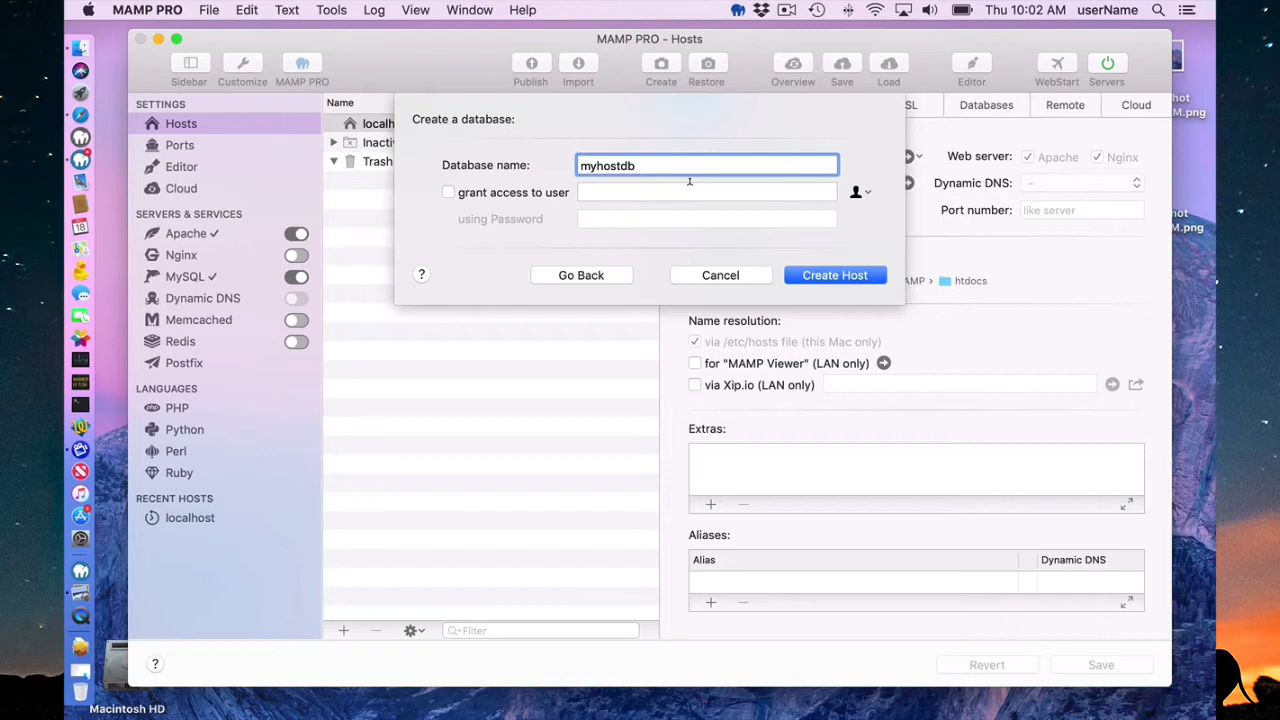 MAMP PRO File Edit Text Tools Log View Window Help Thu 10:02 AM userName
MAMP PRO - Hosts
Sidebar Customize MAMP PRO Publish Import Create Restore Overview Save Load Editor WebStart Servers
SETTINGS
Hosts
Ports
Editor
Cloud
SERVERS & SERVICES
Apache ✓
Nginx
MySQL ✓
Dynamic DNS
Memcached
Redis
Postfix
LANGUAGES
PHP
Python
Perl
Ruby
RECENT HOSTS
localhost
Name
localh
Inactiv
Trash
Filter
Create a database:
Database name: myhostdb
grant access to user
using Password
? Go Back Cancel Create Host
SL Databases Remote Cloud
Web server: Apache Nginx
Dynamic DNS: -
Port number: like server
AMP htdocs
Name resolution:
via /etc/hosts file (this Mac only)
for "MAMP Viewer" (LAN only)
via Xip.io (LAN only)
Extras:
Aliases:
Alias Dynamic DNS
? Revert Save
hot
M.png
hot
M.png
Macintosh HD